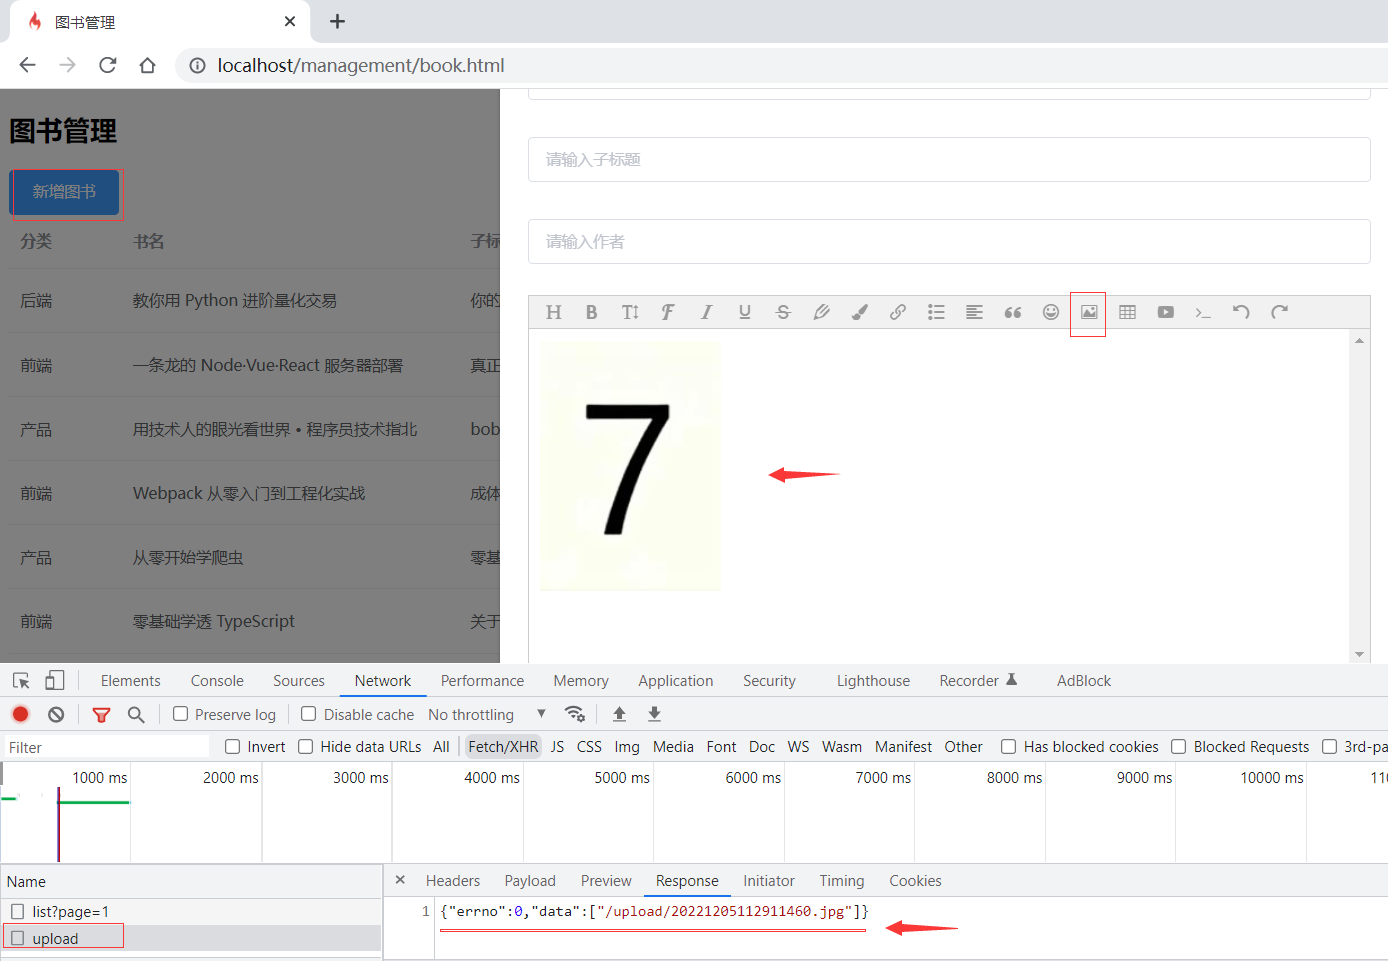 图书管理
localhost/management/book.html
图书管理
新增图书
分类 书名 子标
后端 教你用 Python 进阶量化交易 你的
前端 一条龙的 Node·Vue·React 服务器部署 真正
产品 用技术人的眼光看世界 • 程序员技术指北 bob
前端 Webpack 从零入门到工程化实战 成体
产品 从零开始学爬虫 零基
前端 零基础学透 TypeScript 关于
请输入子标题
请输入作者
7
Elements Console Sources Network Performance Memory Application Security Lighthouse Recorder AdBlock
Preserve log Disable cache No throttling
Filter Invert Hide data URLs All Fetch/XHR JS CSS Img Media Font Doc WS Wasm Manifest Other Has blocked cookies Blocked Requests 3rd-pa
1000 ms 2000 ms 3000 ms 4000 ms 5000 ms 6000 ms 7000 ms 8000 ms 9000 ms 10000 ms 110
Name
list?page=1
upload
Headers Payload Preview Response Initiator Timing Cookies
1 {"errno":0,"data":["/upload/20221205112911460.jpg"]}